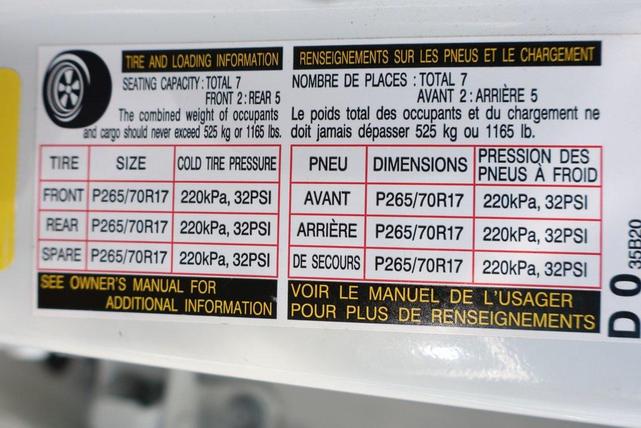 TIRE AND LOADING INFORMATION
SEATING CAPACITY : TOTAL 7
FRONT 2 : REAR 5
The combined weight of occupants
and cargo should never exceed 525 kg or 1165 lbs.
TIRE SIZE COLD TIRE PRESSURE
FRONT P265/70R17 220kPa, 32PSI
REAR P265/70R17 220kPa, 32PSI
SPARE P265/70R17 220kPa, 32PSI
SEE OWNER'S MANUAL FOR
ADDITIONAL INFORMATION
RENSEIGNEMENTS SUR LES PNEUS ET LE CHARGEMENT
NOMBRE DE PLACES : TOTAL 7
AVANT 2 : ARRIÈRE 5
Le poids total des occupants et du chargement ne
doit jamais dépasser 525 kg ou 1165 lb.
PNEU DIMENSIONS PRESSION DES
PNEUS À FROID
AVANT P265/70R17 220kPa, 32PSI
ARRIÈRE P265/70R17 220kPa, 32PSI
DE SECOURS P265/70R17 220kPa, 32PSI
VOIR LE MANUEL DE L'USAGER
POUR PLUS DE RENSEIGNEMENTS
D 0 35B20